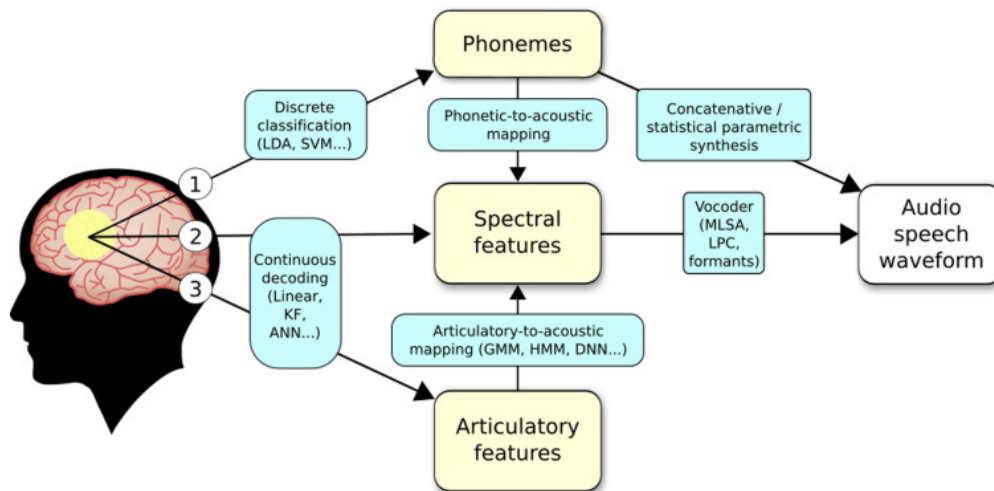 Phonemes
Discrete
classification
(LDA, SVM...)
Phonetic-to-acoustic
mapping
Concatenative /
statistical parametric
synthesis
1
2
3
Continuous
decoding
(Linear,
KF,
ANN...)
Spectral
features
Vocoder
(MLSA,
LPC,
formants)
Audio
speech
waveform
Articulatory-to-acoustic
mapping (GMM, HMM, DNN...)
Articulatory
features